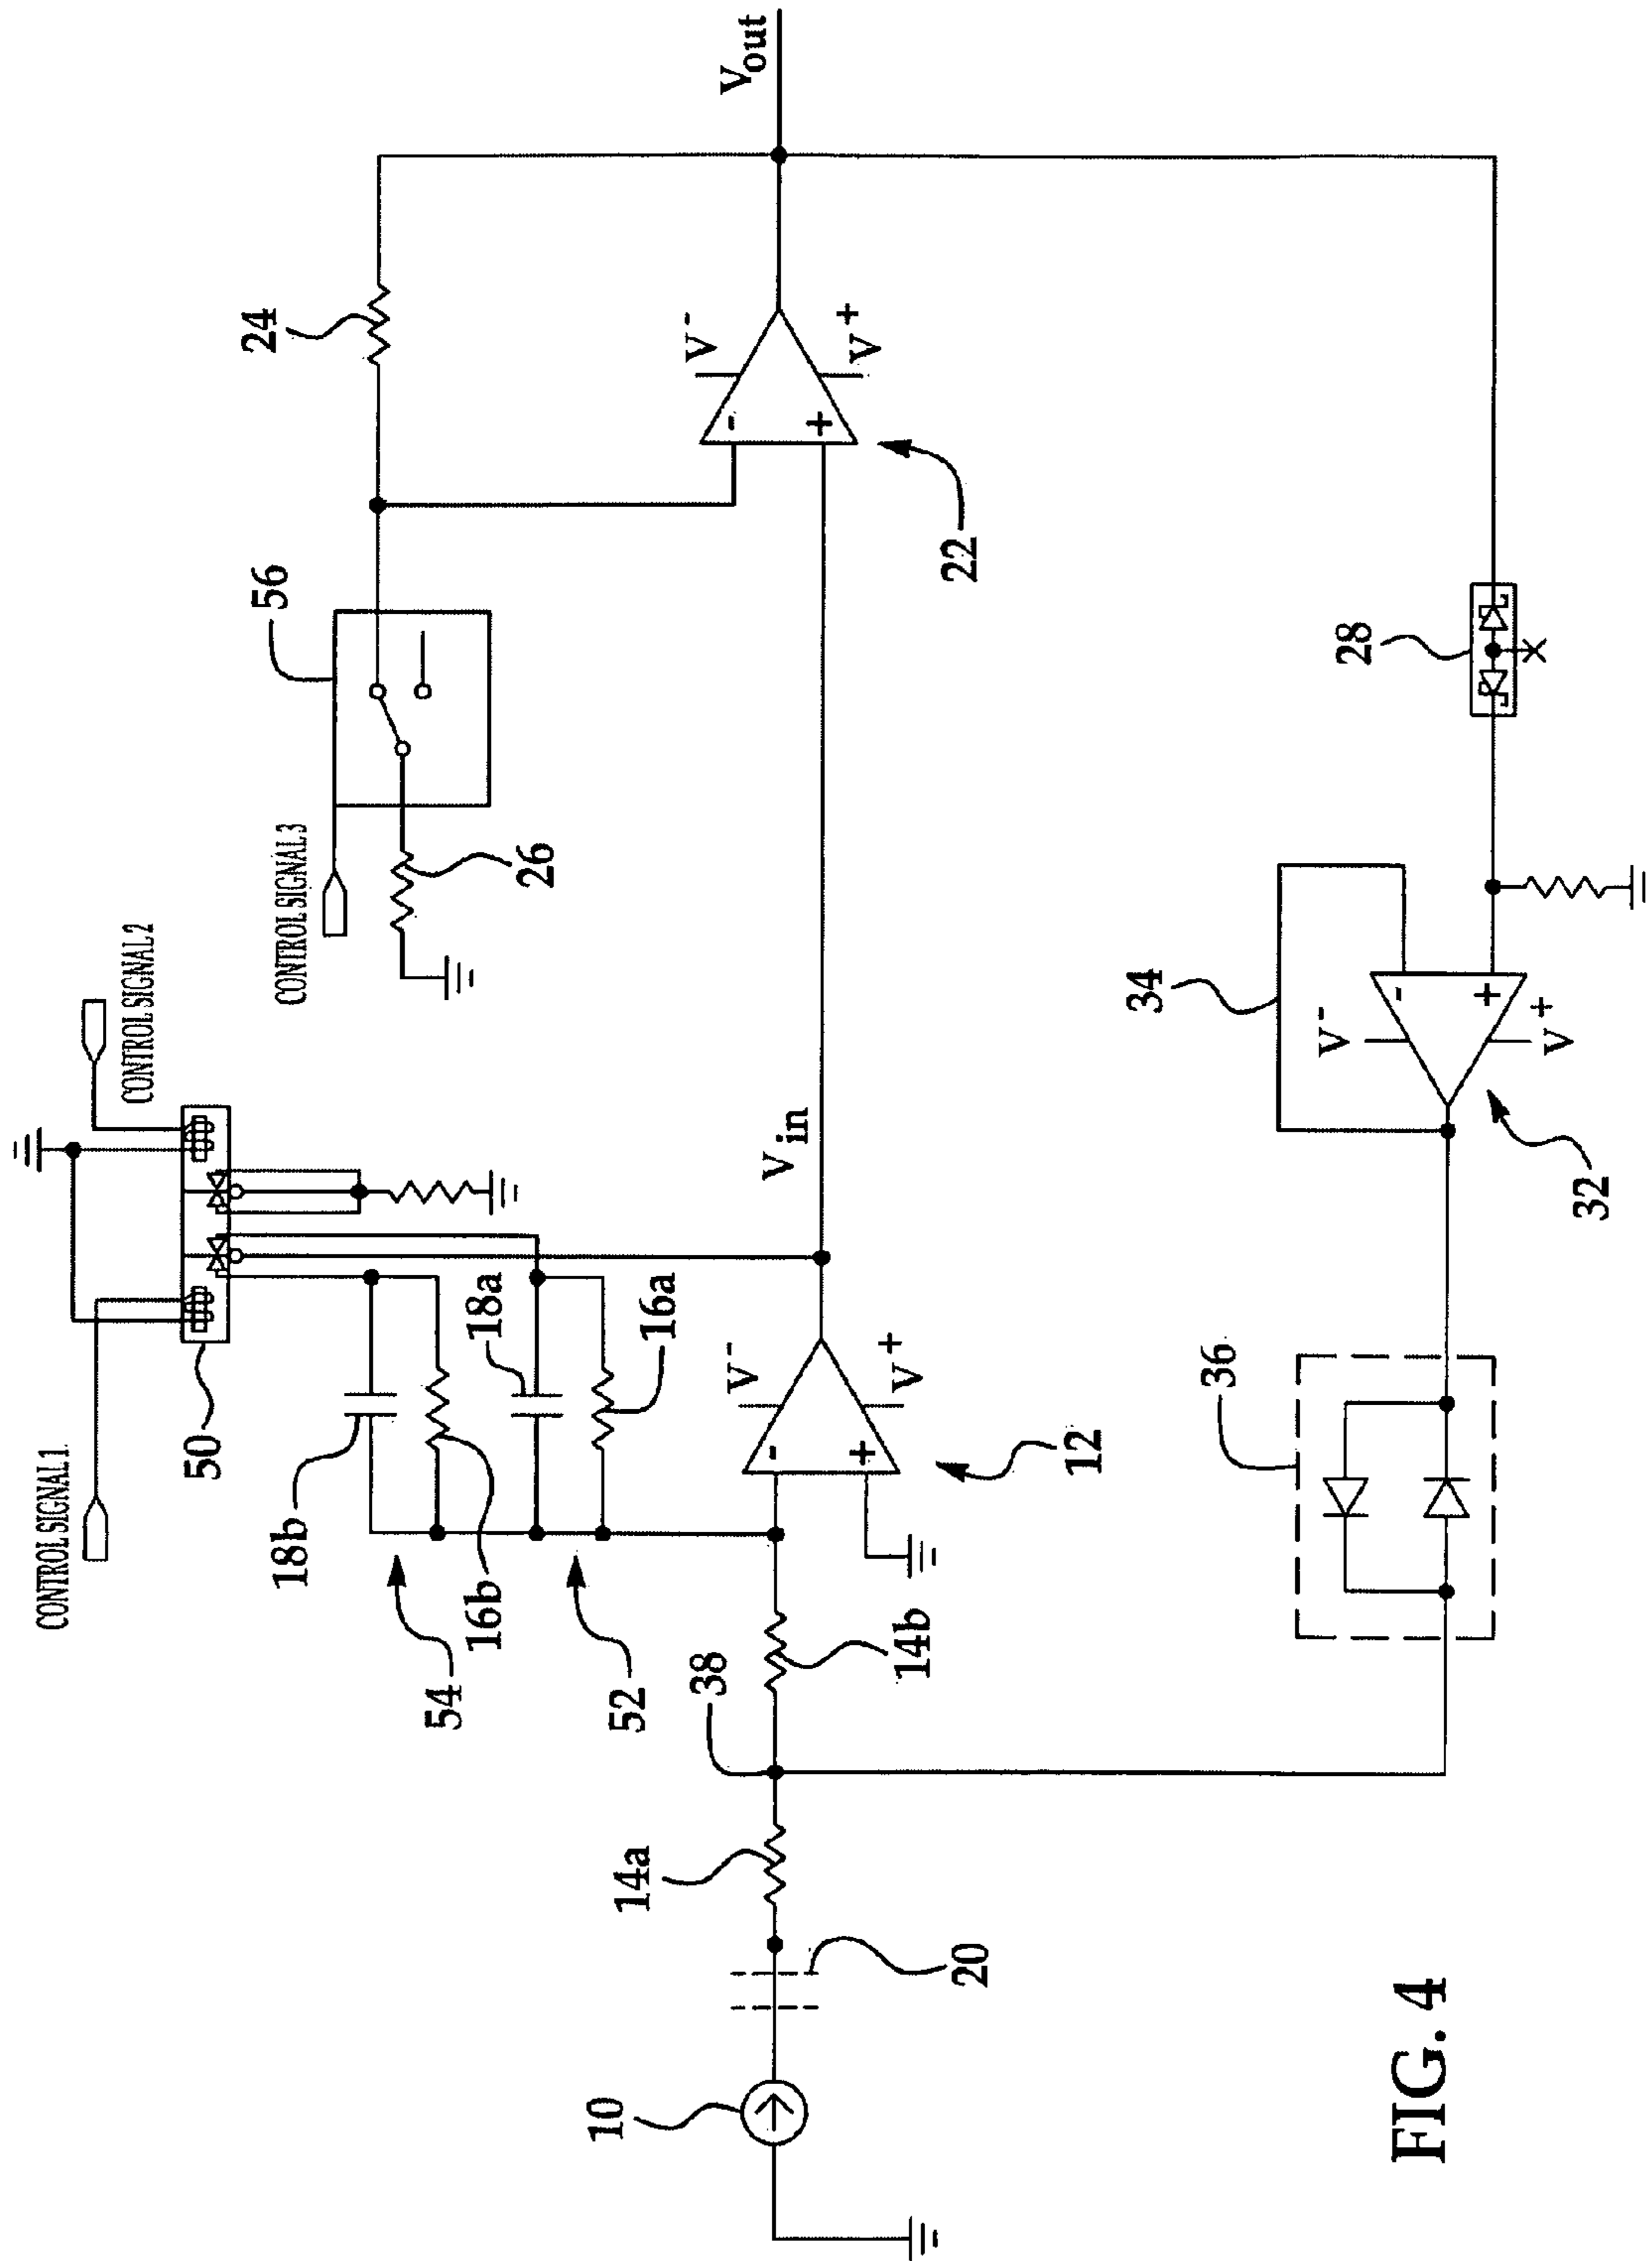 CONTROL SIGNAL 1
CONTROL SIGNAL 2
50
18b
54
16b
18a
52
16a
CONTROL SIGNAL 3
56
26
24
10
20
14a
38
14b
-
+
V-
V+
12
Vin
-
+
V-
V+
22
Vout
36
34
-
+
V-
V+
32
28
FIG. 4